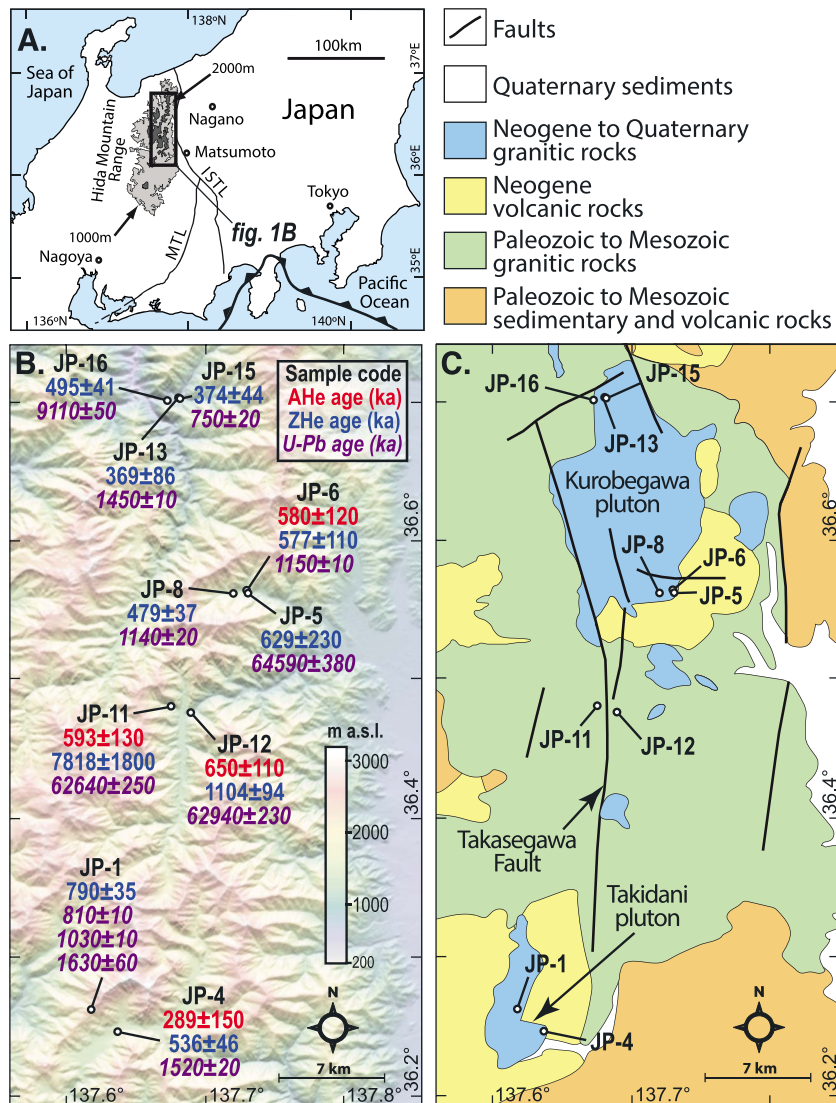 A.
138ºN
100km
Sea of
Japan
2000m
37ºE
Nagano
Japan
Hida Mountain
Range
Matsumoto
ISTL
36ºE
Tokyo
1000m
MTL
fig. 1B
Nagoya
35ºE
Pacific
Ocean
136ºN
140ºN
Faults
Quaternary sediments
Neogene to Quaternary
granitic rocks
Neogene
volcanic rocks
Paleozoic to Mesozoic
granitic rocks
Paleozoic to Mesozoic
sedimentary and volcanic rocks
B.
JP-16
495±41
9110±50
JP-15
374±44
750±20
Sample code
AHe age (ka)
ZHe age (ka)
U-Pb age (ka)
JP-13
369±86
1450±10
JP-6
580±120
577±110
1150±10
36.6°
JP-8
479±37
1140±20
JP-5
629±230
64590±380
JP-11
593±130
7818±1800
62640±250
JP-12
650±110
1104±94
62940±230
m a.s.l.
3000
2000
1000
200
36.4°
JP-1
790±35
810±10
1030±10
1630±60
JP-4
289±150
536±46
1520±20
N
7 km
36.2°
137.6°
137.7°
137.8°
C.
JP-16
JP-15
JP-13
Kurobegawa
pluton
36.6°
JP-8
JP-6
JP-5
JP-11
JP-12
36.4°
Takasegawa
Fault
Takidani
pluton
JP-1
JP-4
N
7 km
36.2°
137.6°
137.7°